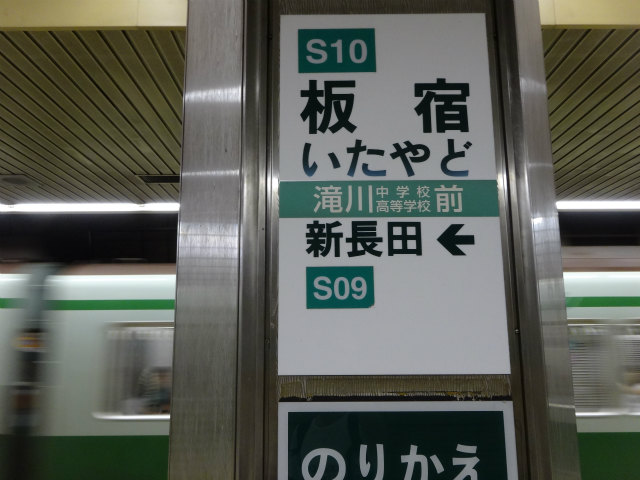 S10
板宿
いたやど
滝川中学校高等学校前
新長田 ←
S09
のりかえ